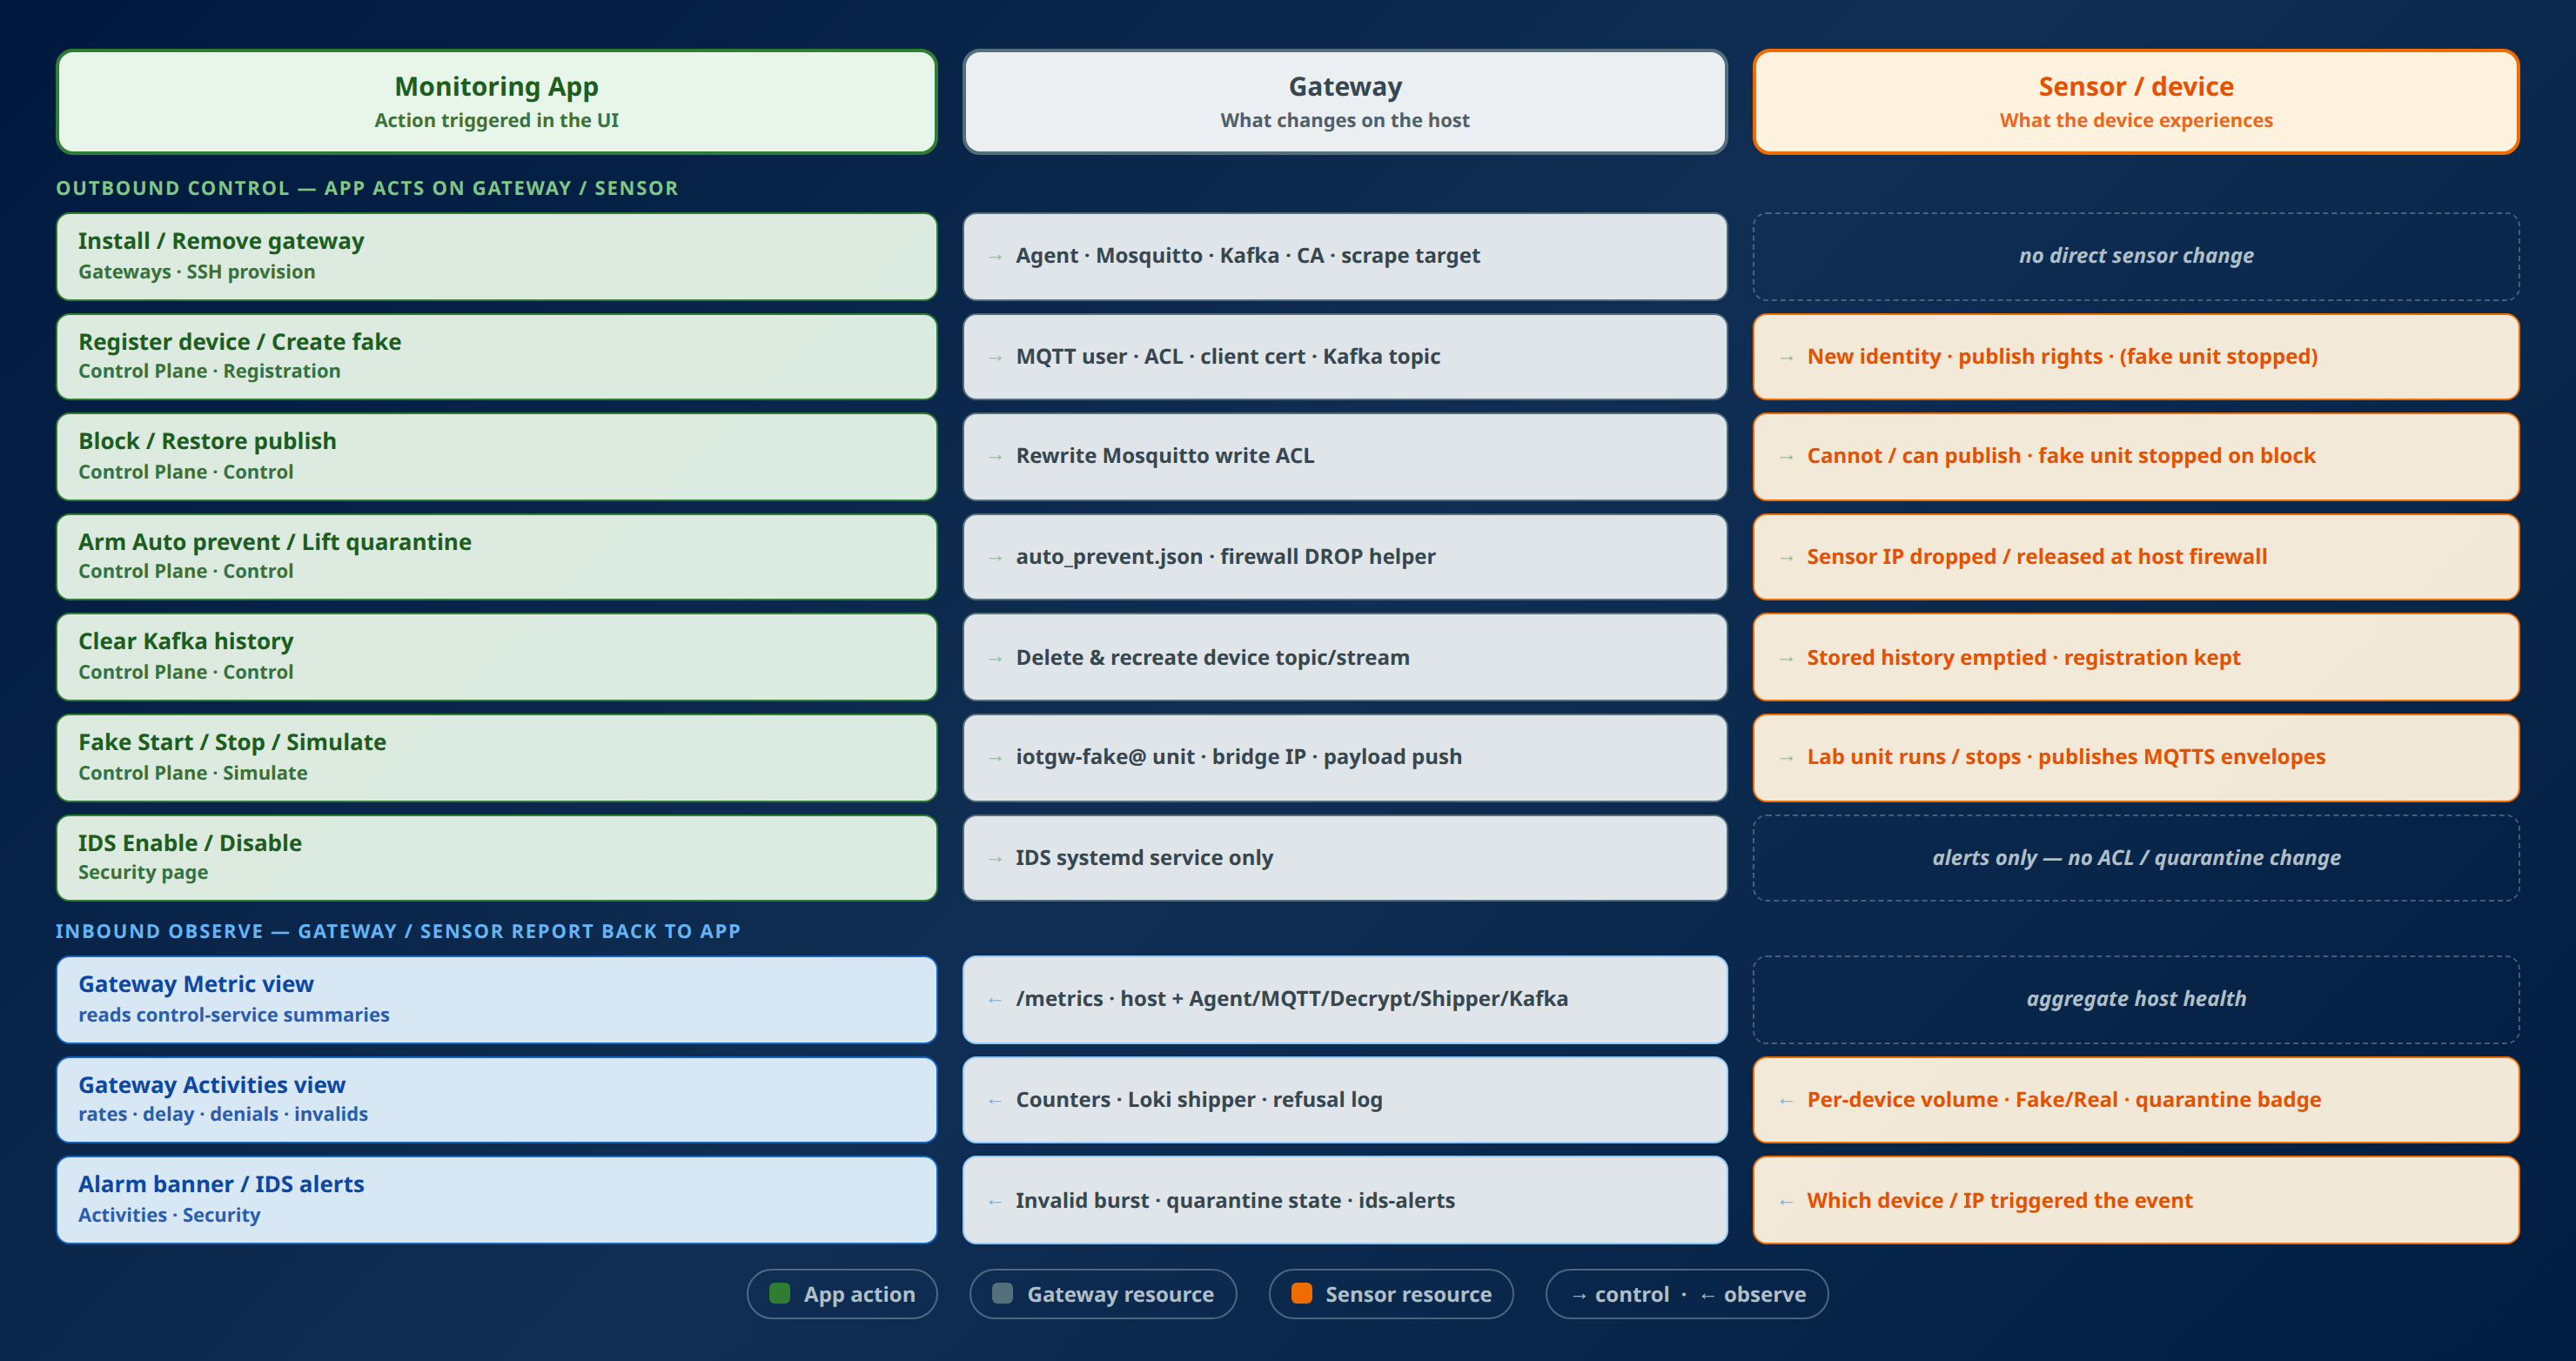 Monitoring App
Action triggered in the UI
Gateway
What changes on the host
Sensor / device
What the device experiences
OUTBOUND CONTROL — APP ACTS ON GATEWAY / SENSOR
Install / Remove gateway
Gateways · SSH provision
→ Agent · Mosquitto · Kafka · CA · scrape target
no direct sensor change
Register device / Create fake
Control Plane · Registration
→ MQTT user · ACL · client cert · Kafka topic
→ New identity · publish rights · (fake unit stopped)
Block / Restore publish
Control Plane · Control
→ Rewrite Mosquitto write ACL
→ Cannot / can publish · fake unit stopped on block
Arm Auto prevent / Lift quarantine
Control Plane · Control
→ auto_prevent.json · firewall DROP helper
→ Sensor IP dropped / released at host firewall
Clear Kafka history
Control Plane · Control
→ Delete & recreate device topic/stream
→ Stored history emptied · registration kept
Fake Start / Stop / Simulate
Control Plane · Simulate
→ iotgw-fake@ unit · bridge IP · payload push
→ Lab unit runs / stops · publishes MQTTS envelopes
IDS Enable / Disable
Security page
→ IDS systemd service only
alerts only — no ACL / quarantine change
INBOUND OBSERVE — GATEWAY / SENSOR REPORT BACK TO APP
Gateway Metric view
reads control-service summaries
← /metrics · host + Agent/MQTT/Decrypt/Shipper/Kafka
aggregate host health
Gateway Activities view
rates · delay · denials · invalids
← Counters · Loki shipper · refusal log
← Per-device volume · Fake/Real · quarantine badge
Alarm banner / IDS alerts
Activities · Security
← Invalid burst · quarantine state · ids-alerts
← Which device / IP triggered the event
App action
Gateway resource
Sensor resource
→ control · ← observe